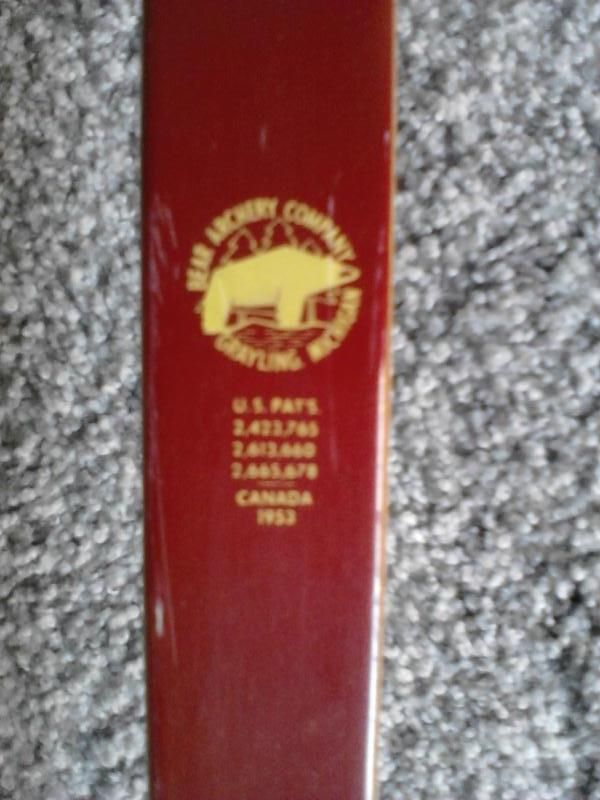 BEAR ARCHERY COMPANY
GRAYLING, MICHIGAN
U.S. PAT'S.
2,423,765
2,613,660
2,665,678
CANADA
1953